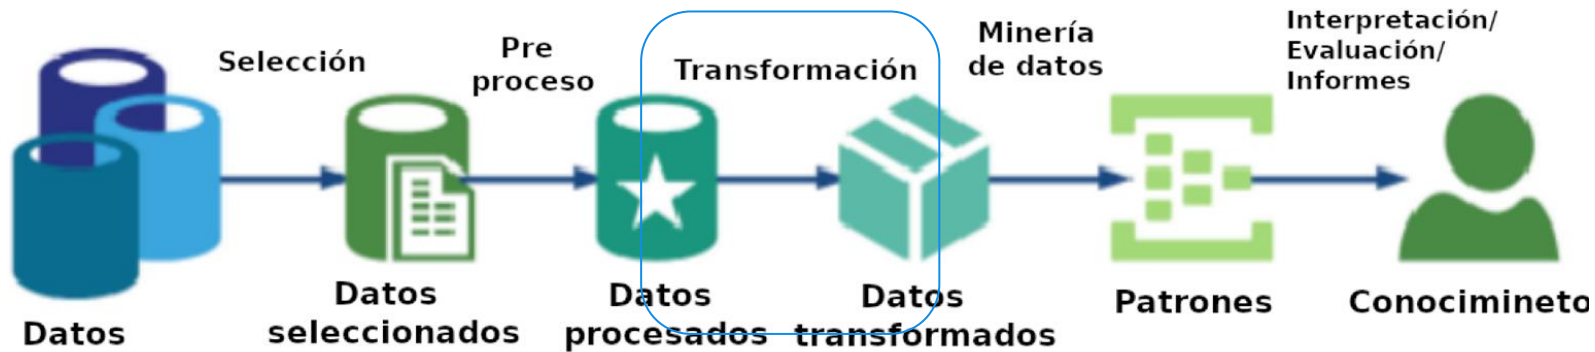 Selección
Pre
proceso
Transformación
Minería
de datos
Interpretación/
Evaluación/
Informes
Datos
Datos
seleccionados
Datos
procesados
Datos
transformados
Patrones
Conocimineto